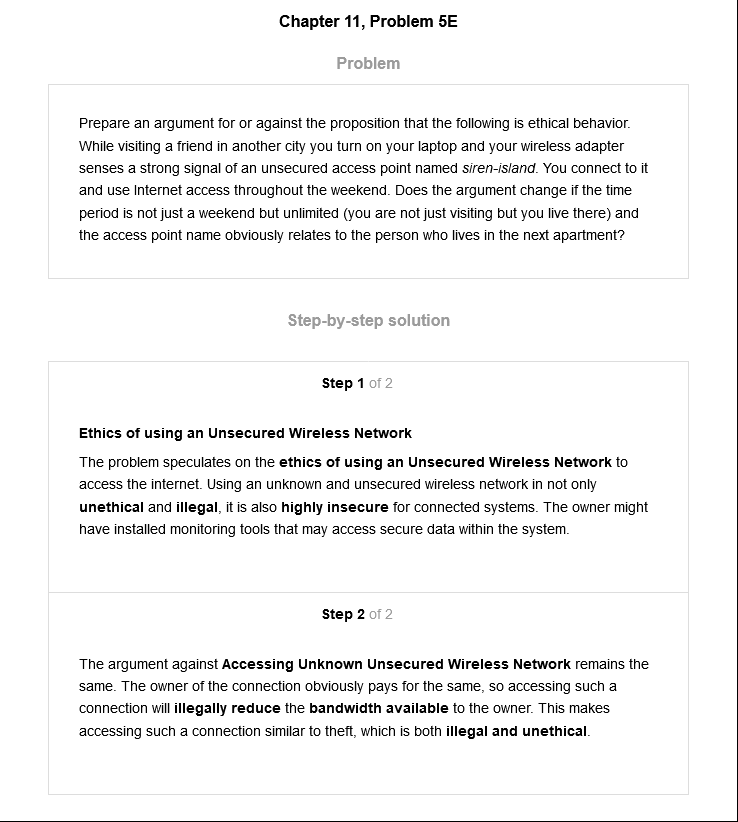 Chapter 11, Problem 5E
Problem
Prepare an argument for or against the proposition that the following is ethical behavior.
While visiting a friend in another city you turn on your laptop and your wireless adapter
senses a strong signal of an unsecured access point named siren-island. You connect to it
and use Internet access throughout the weekend. Does the argument change if the time
period is not just a weekend but unlimited (you are not just visiting but you live there) and
the access point name obviously relates to the person who lives in the next apartment?
Step-by-step solution
Step 1 of 2
Ethics of using an Unsecured Wireless Network
The problem speculates on the ethics of using an Unsecured Wireless Network to
access the internet. Using an unknown and unsecured wireless network in not only
unethical and illegal, it is also highly insecure for connected systems. The owner might
have installed monitoring tools that may access secure data within the system.
Step 2 of 2
The argument against Accessing Unknown Unsecured Wireless Network remains the
same. The owner of the connection obviously pays for the same, so accessing such a
connection will illegally reduce the bandwidth available to the owner. This makes
accessing such a connection similar to theft, which is both illegal and unethical.